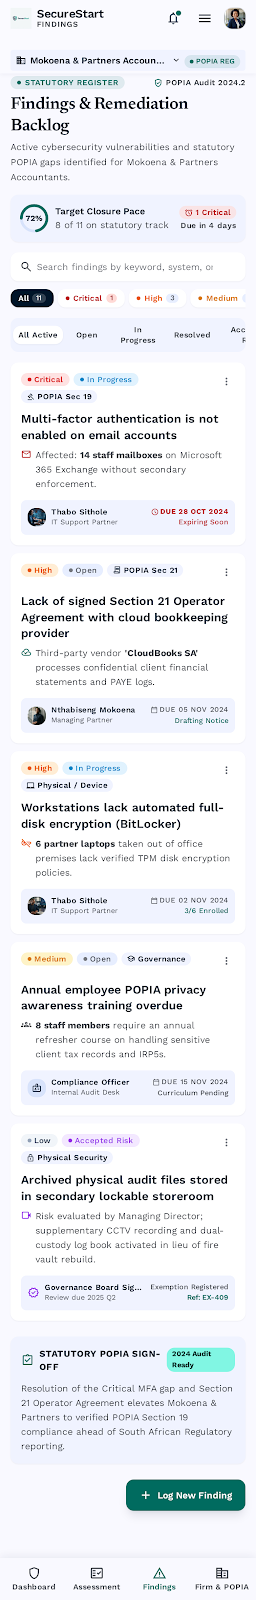 SecureStart
FINDINGS
Mokoena & Partners Accoun...
POPIA REG
STATUTORY REGISTER
POPIA Audit 2024.2
Findings & Remediation
Backlog
Active cybersecurity vulnerabilities and statutory
POPIA gaps identified for Mokoena & Partners
Accountants.
72%
Target Closure Pace
8 of 11 on statutory track
1 Critical
Due in 4 days
Search findings by keyword, system, or
All 11
Critical 1
High 3
Medium
All Active
Open
In
Progress
Resolved
Acc
R
Critical
In Progress
POPIA Sec 19
Multi-factor authentication is not
enabled on email accounts
Affected: 14 staff mailboxes on Microsoft
365 Exchange without secondary
enforcement.
Thabo Sithole
IT Support Partner
DUE 28 OCT 2024
Expiring Soon
High
Open
POPIA Sec 21
Lack of signed Section 21 Operator
Agreement with cloud bookkeeping
provider
Third-party vendor 'CloudBooks SA'
processes confidential client financial
statements and PAYE logs.
Nthabiseng Mokoena
Managing Partner
DUE 05 NOV 2024
Drafting Notice
High
In Progress
Physical / Device
Workstations lack automated full-
disk encryption (BitLocker)
6 partner laptops taken out of office
premises lack verified TPM disk encryption
policies.
Thabo Sithole
IT Support Partner
DUE 02 NOV 2024
3/6 Enrolled
Medium
Open
Governance
Annual employee POPIA privacy
awareness training overdue
8 staff members require an annual
refresher course on handling sensitive
client tax records and IRP5s.
Compliance Officer
Internal Audit Desk
DUE 15 NOV 2024
Curriculum Pending
Low
Accepted Risk
Physical Security
Archived physical audit files stored
in secondary lockable storeroom
Risk evaluated by Managing Director;
supplementary CCTV recording and dual-
custody log book activated in lieu of fire
vault rebuild.
Governance Board Sig...
Review due 2025 Q2
Exemption Registered
Ref: EX-409
STATUTORY POPIA SIGN-
OFF
2024 Audit
Ready
Resolution of the Critical MFA gap and Section
21 Operator Agreement elevates Mokoena &
Partners to verified POPIA Section 19
compliance ahead of South African Regulatory
reporting.
Log New Finding
Dashboard
Assessment
Findings
Firm & POPIA